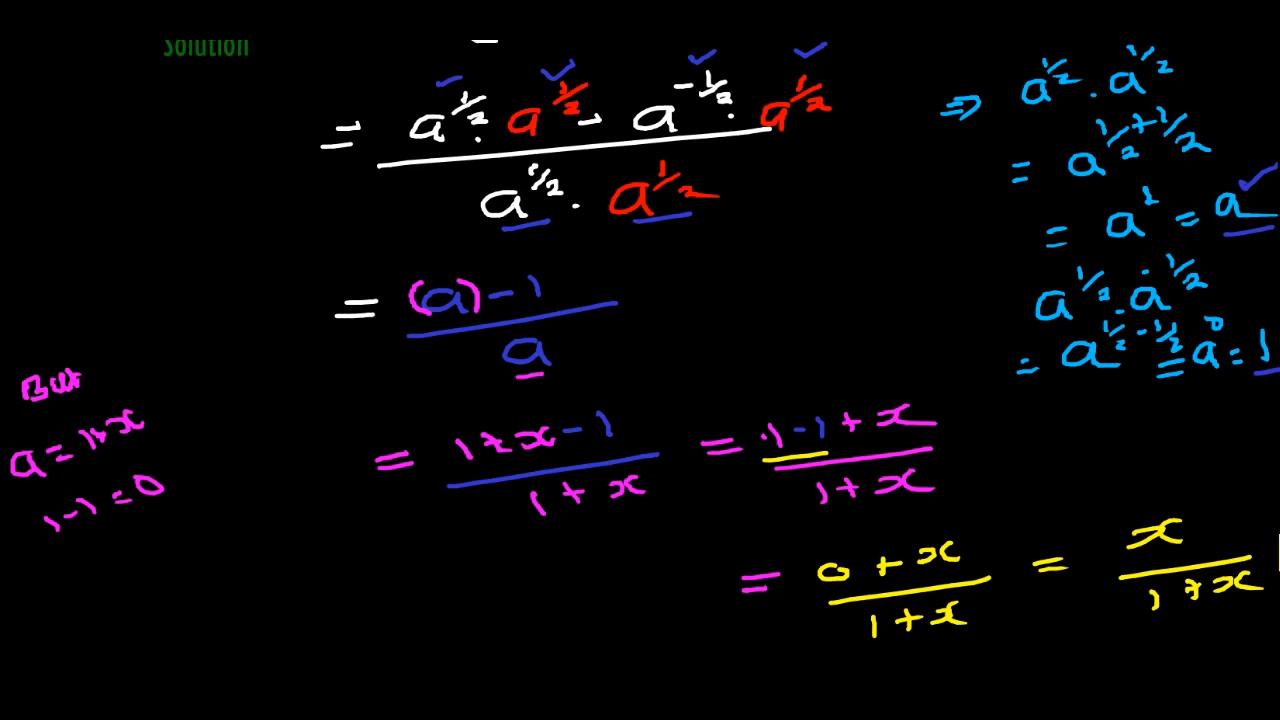 Solution
= a^{1/2} . a^{1/2} - a^{-1/2} . a^{1/2}
a^{1/2} . a^{1/2}
= (a) - 1
a
= 1 + x - 1 = 1 - 1 + x
1 + x 1 + x
= 0 + x = x
1 + x 1 + x
But
a = 1 + x
1 - 1 = 0
⇒ a^{1/2} . a^{1/2}
= a^{1/2 + 1/2}
= a^1 = a
a^{1/2} . a^{-1/2}
= a^{1/2 - 1/2} = a^0 = 1